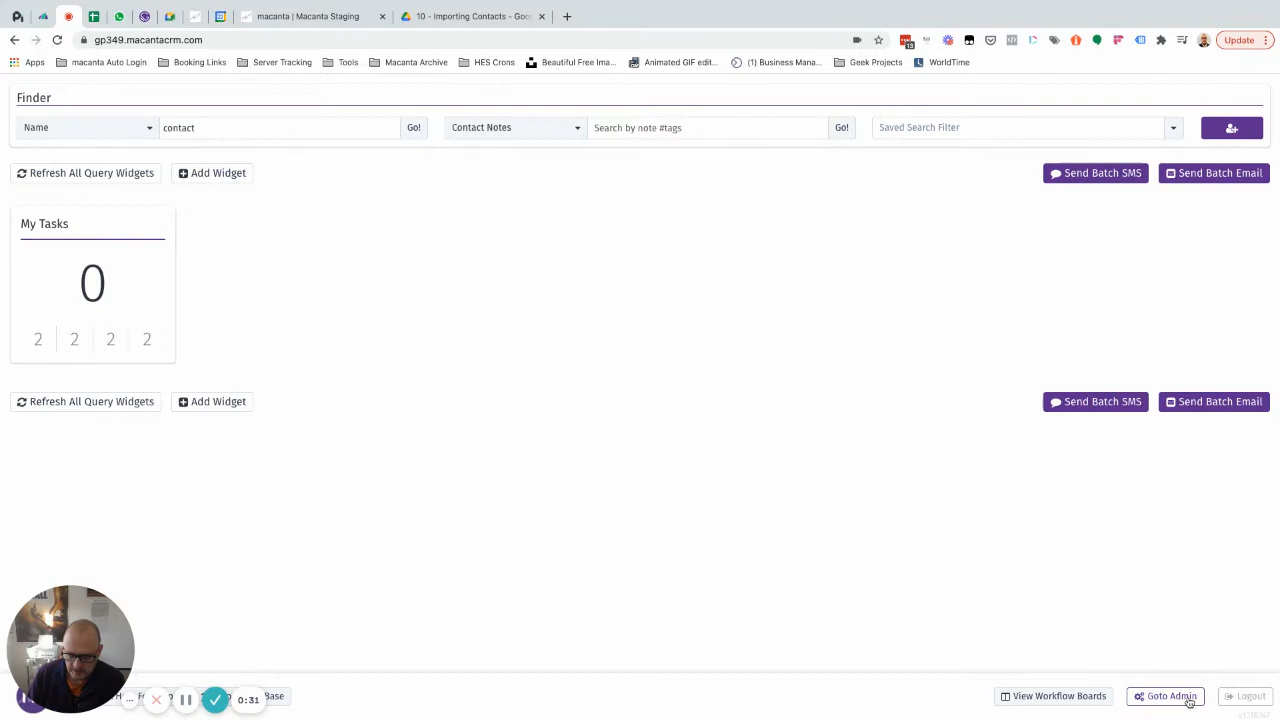 macanta | Macanta Staging
10 - Importing Contacts - Goo
gp349.macantacrm.com
13
Update
Apps
macanta Auto Login
Booking Links
Server Tracking
Tools
Macanta Archive
HES Crons
Beautiful Free Ima...
Animated GIF edit...
(1) Business Mana...
Geek Projects
WorldTime
Finder
Name
contact
Go!
Contact Notes
Search by note #tags
Go!
Saved Search Filter
Refresh All Query Widgets
Add Widget
Send Batch SMS
Send Batch Email
My Tasks
0
2
2
2
2
Refresh All Query Widgets
Add Widget
Send Batch SMS
Send Batch Email
0:31
Base
View Workflow Boards
Goto Admin
Logout